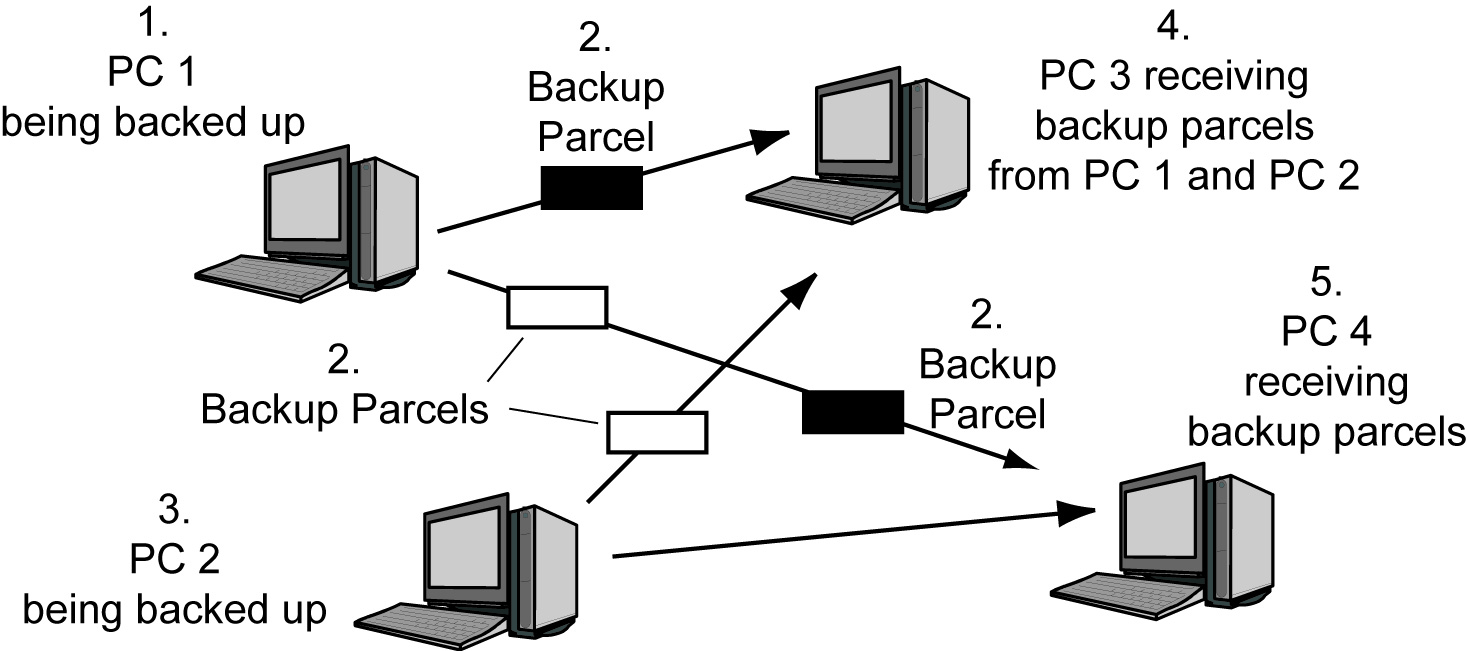 1.
PC 1
being backed up
2.
Backup
Parcel
4.
PC 3 receiving
backup parcels
from PC 1 and PC 2
2.
Backup Parcels
2.
Backup
Parcel
5.
PC 4
receiving
backup parcels
3.
PC 2
being backed up